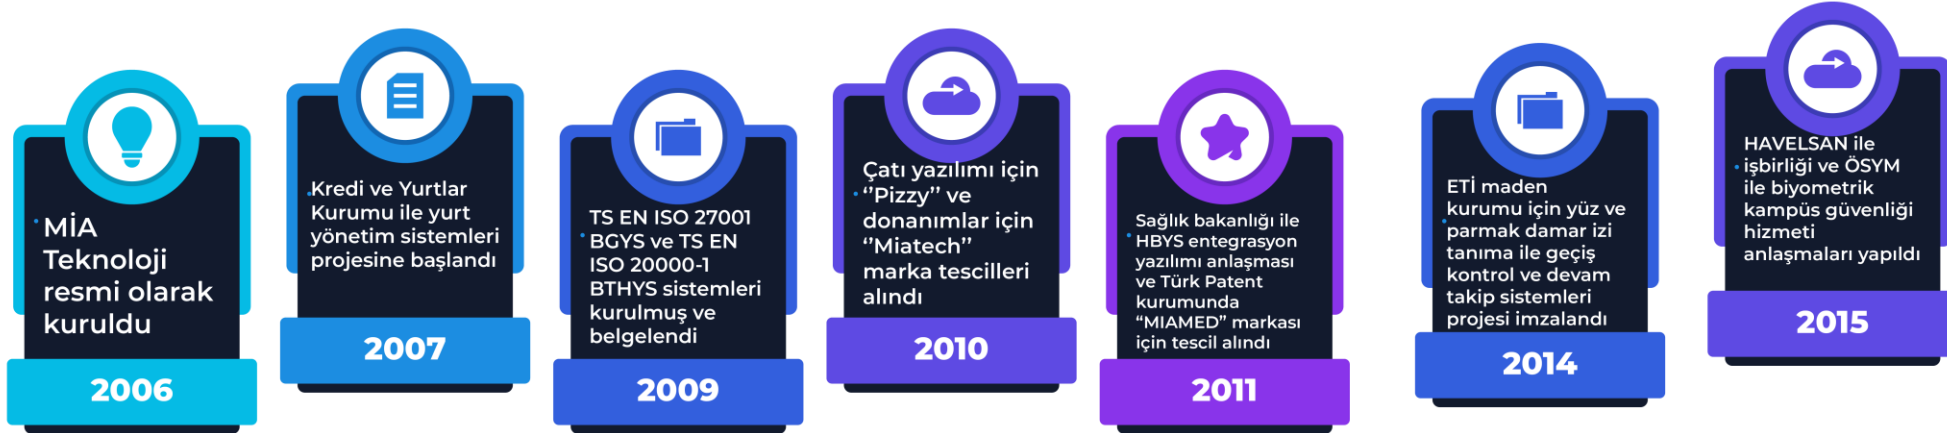 MİA
Teknoloji
resmi olarak
kuruldu
2006
Kredi ve Yurtlar
Kurumu ile yurt
yönetim sistemleri
projesine başlandı
2007
TS EN ISO 27001
BGYS ve TS EN
ISO 20000-1
BTHYS sistemleri
kurulmuş ve
belgelendi
2009
Çatı yazılımı için
‘’Pizzy’’ ve
donanımlar için
‘’Miatech’’
marka tescilleri
alındı
2010
Sağlık bakanlığı ile
HBYS entegrasyon
yazılımı anlaşması
ve Türk Patent
kurumunda
“MIAMED” markası
için tescil alındı
2011
ETİ maden
kurumu için yüz ve
parmak damar izi
tanıma ile geçiş
kontrol ve devam
takip sistemleri
projesi imzalandı
2014
HAVELSAN ile
işbirliği ve ÖSYM
ile biyometrik
kampüs güvenliği
hizmeti
anlaşmaları yapıldı
2015